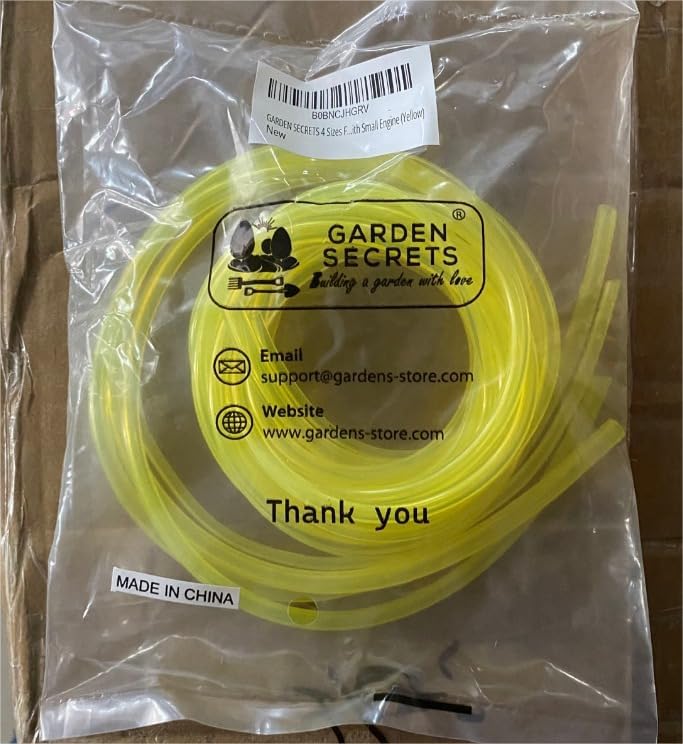 B0BNCJHGRV
GARDEN SECRETS 4 Sizes F...ith Small Engine (Yellow)
New
GARDEN ®
SECRETS
Building a garden with love
Email
support@gardens-store.com
Website
www.gardens-store.com
Thank you
MADE IN CHINA